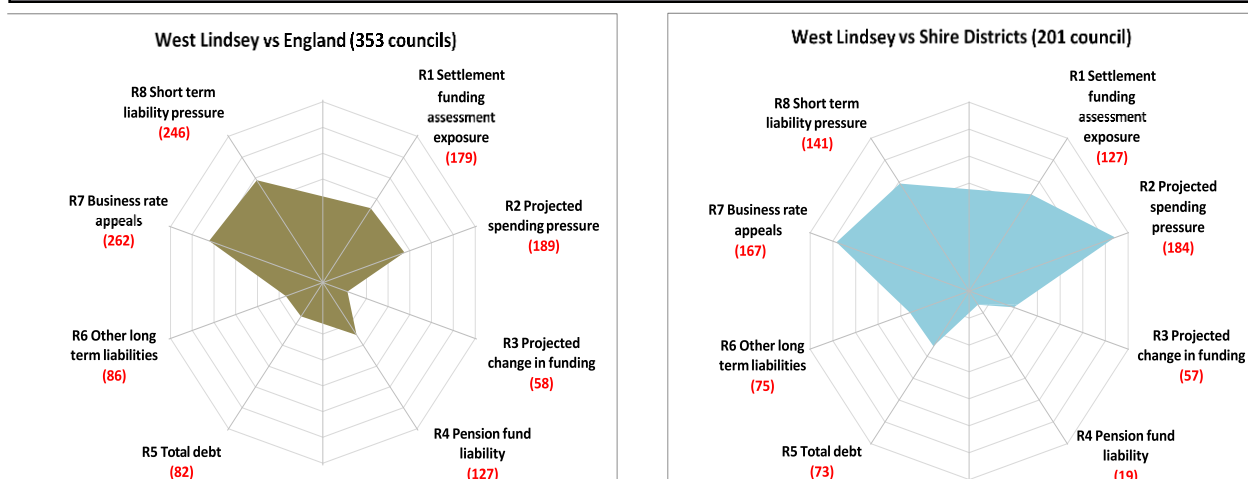 West Lindsey vs England (353 councils)
R1 Settlement
funding
assessment
exposure
(179)
R2 Projected
spending pressure
(189)
R3 Projected
change in funding
(58)
R4 Pension fund
liability
(127)
R5 Total debt
(82)
R6 Other long
term liabilities
(86)
R7 Business rate
appeals
(262)
R8 Short term
liability pressure
(246)
West Lindsey vs Shire Districts (201 council)
R1 Settlement
funding
assessment
exposure
(127)
R2 Projected
spending
pressure
(184)
R3 Projected
change in funding
(57)
R4 Pension fund
liability
(19)
R5 Total debt
(73)
R6 Other long
term liabilities
(75)
R7 Business rate
appeals
(167)
R8 Short term
liability pressure
(141)